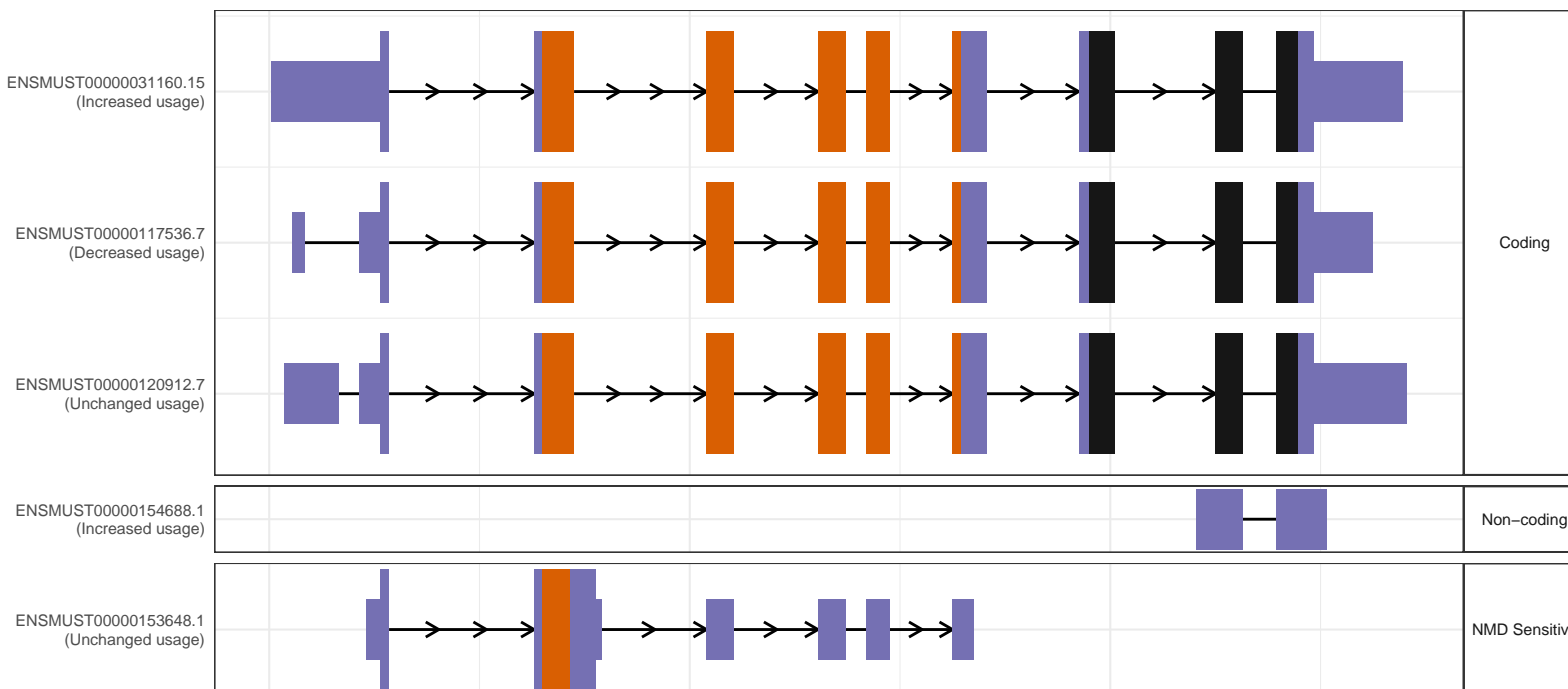 ENSMUST00000031160.15
(Increased usage)
ENSMUST00000117536.7
(Decreased usage)
Coding
ENSMUST00000120912.7
(Unchanged usage)
ENSMUST00000154688.1
(Increased usage)
Non−coding
ENSMUST00000153648.1
(Unchanged usage)
NMD Sensitiv